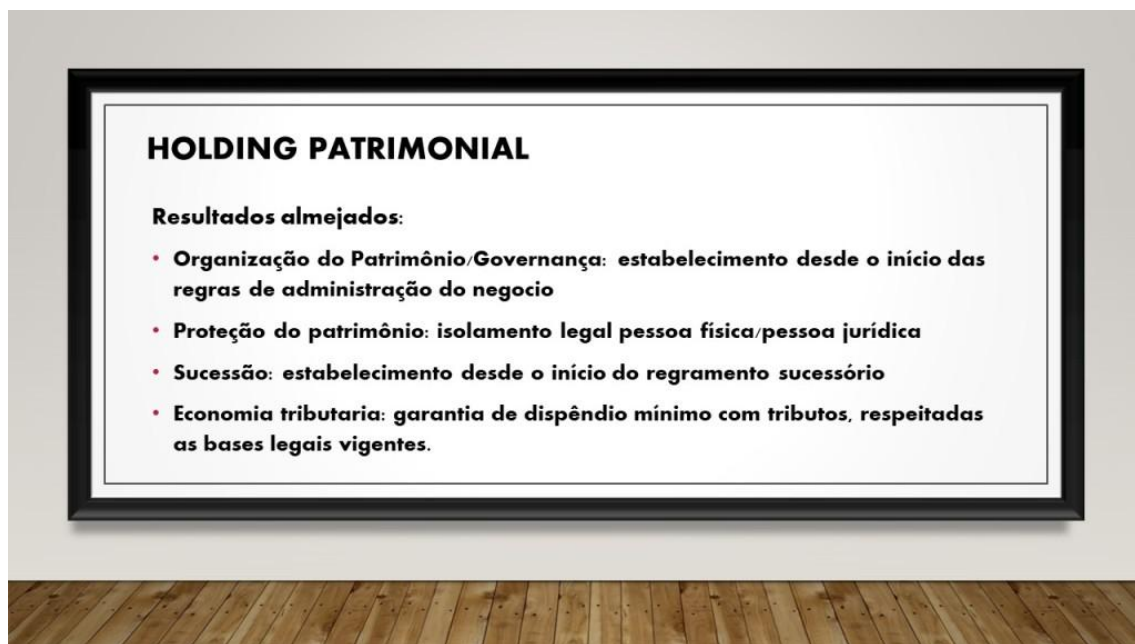 HOLDING PATRIMONIAL
Resultados almejados:
• Organização do Patrimônio/Governança: estabelecimento desde o início das
regras de administração do negocio
• Proteção do patrimônio: isolamento legal pessoa física/pessoa jurídica
• Sucessão: estabelecimento desde o início do regramento sucessório
• Economia tributaria: garantia de dispêndio mínimo com tributos, respeitadas
as bases legais vigentes.